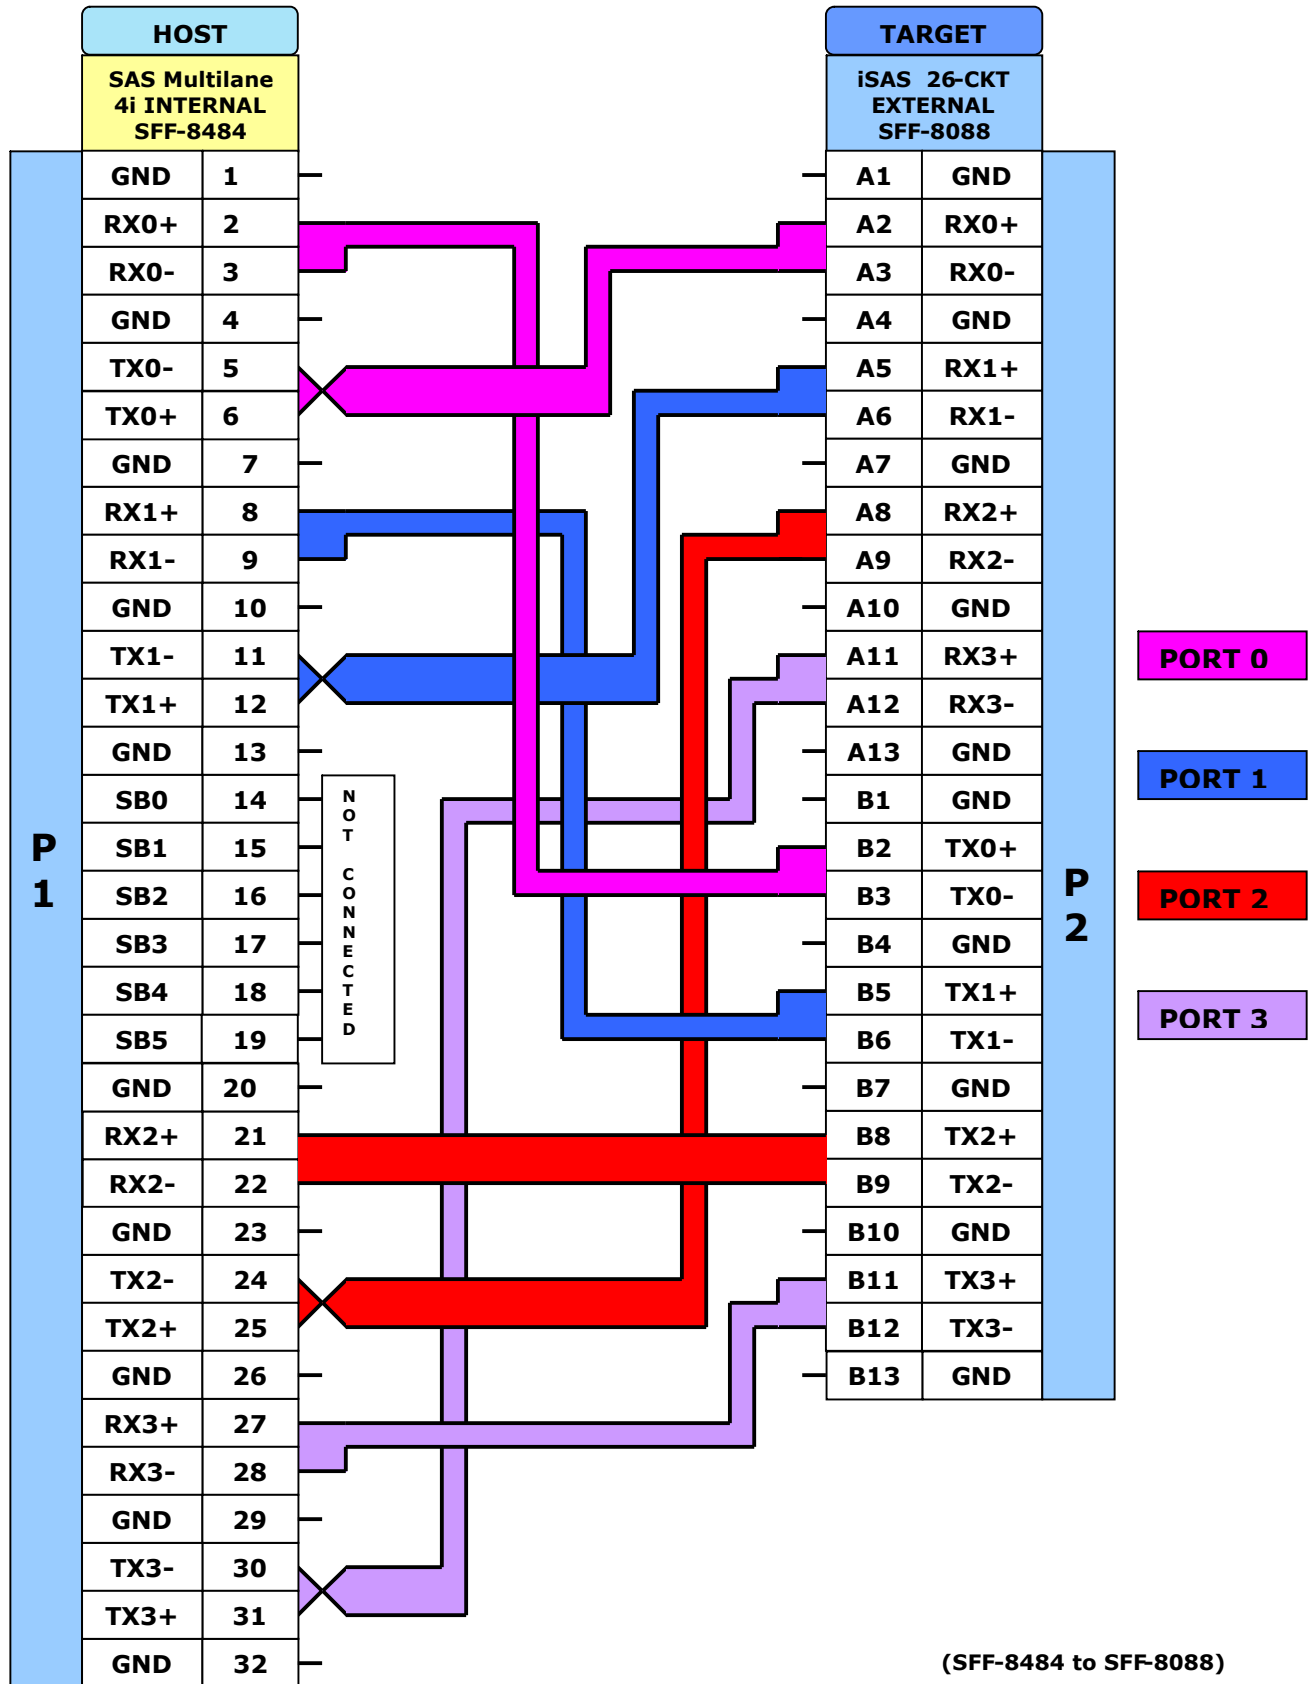 HOST
TARGET
SAS Multilane
4i INTERNAL
SFF-8484
iSAS 26-CKT
EXTERNAL
SFF-8088
P
1
GND 1
RX0+ 2
RX0- 3
GND 4
TX0- 5
TX0+ 6
GND 7
RX1+ 8
RX1- 9
GND 10
TX1- 11
TX1+ 12
GND 13
SB0 14
SB1 15
SB2 16
SB3 17
SB4 18
SB5 19
GND 20
RX2+ 21
RX2- 22
GND 23
TX2- 24
TX2+ 25
GND 26
RX3+ 27
RX3- 28
GND 29
TX3- 30
TX3+ 31
GND 32
NOT CONNECTED
A1 GND
A2 RX0+
A3 RX0-
A4 GND
A5 RX1+
A6 RX1-
A7 GND
A8 RX2+
A9 RX2-
A10 GND
A11 RX3+
A12 RX3-
A13 GND
B1 GND
B2 TX0+
B3 TX0-
B4 GND
B5 TX1+
B6 TX1-
B7 GND
B8 TX2+
B9 TX2-
B10 GND
B11 TX3+
B12 TX3-
B13 GND
P
2
PORT 0
PORT 1
PORT 2
PORT 3
(SFF-8484 to SFF-8088)